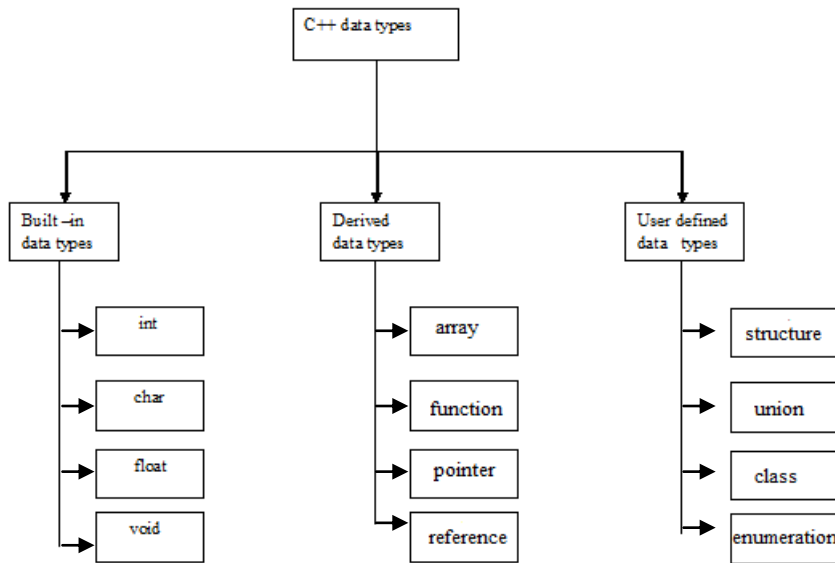 C++ data types
Built –in
data types
Derived
data types
User defined
data types
int
array
structure
char
function
union
float
pointer
class
void
reference
enumeration